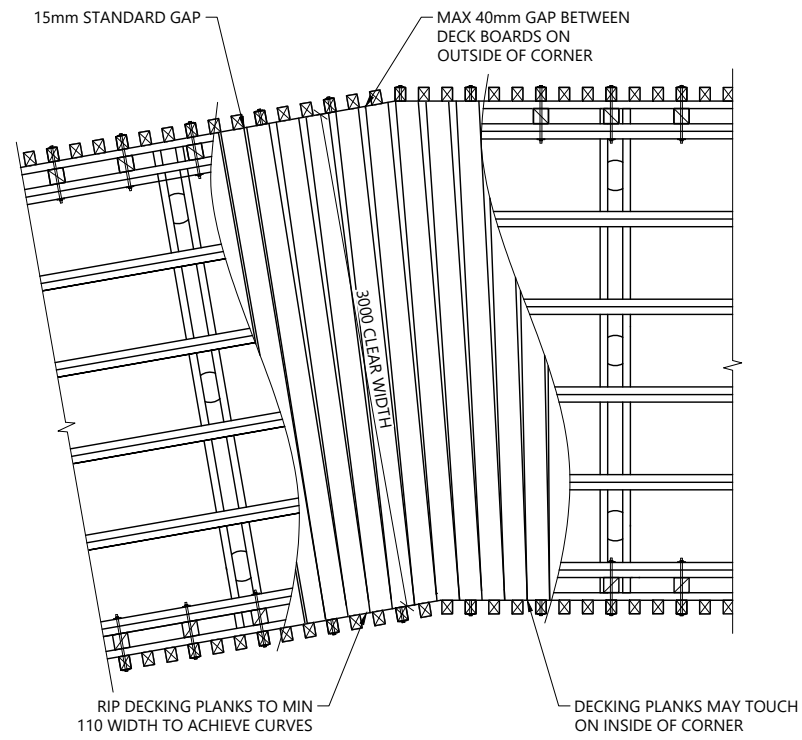 15mm STANDARD GAP
MAX 40mm GAP BETWEEN
DECK BOARDS ON
OUTSIDE OF CORNER
3000 CLEAR WIDTH
RIP DECKING PLANKS TO MIN
110 WIDTH TO ACHIEVE CURVES
DECKING PLANKS MAY TOUCH
ON INSIDE OF CORNER